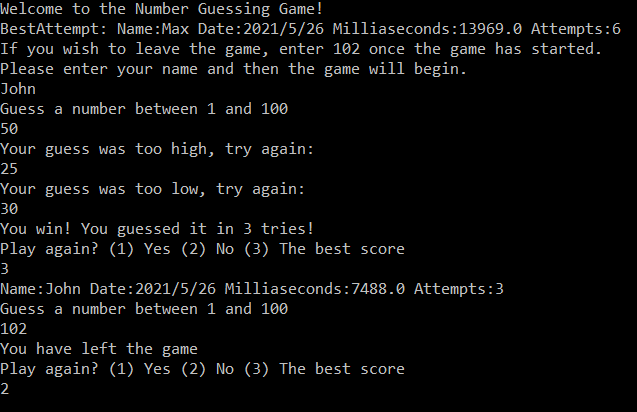 Welcome to the Number Guessing Game!
BestAttempt: Name:Max Date:2021/5/26 Milliaseconds:13969.0 Attempts:6
If you wish to leave the game, enter 102 once the game has started.
Please enter your name and then the game will begin.
John
Guess a number between 1 and 100
50
Your guess was too high, try again:
25
Your guess was too low, try again:
30
You win! You guessed it in 3 tries!
Play again? (1) Yes (2) No (3) The best score
3
Name:John Date:2021/5/26 Milliaseconds:7488.0 Attempts:3
Guess a number between 1 and 100
102
You have left the game
Play again? (1) Yes (2) No (3) The best score
2